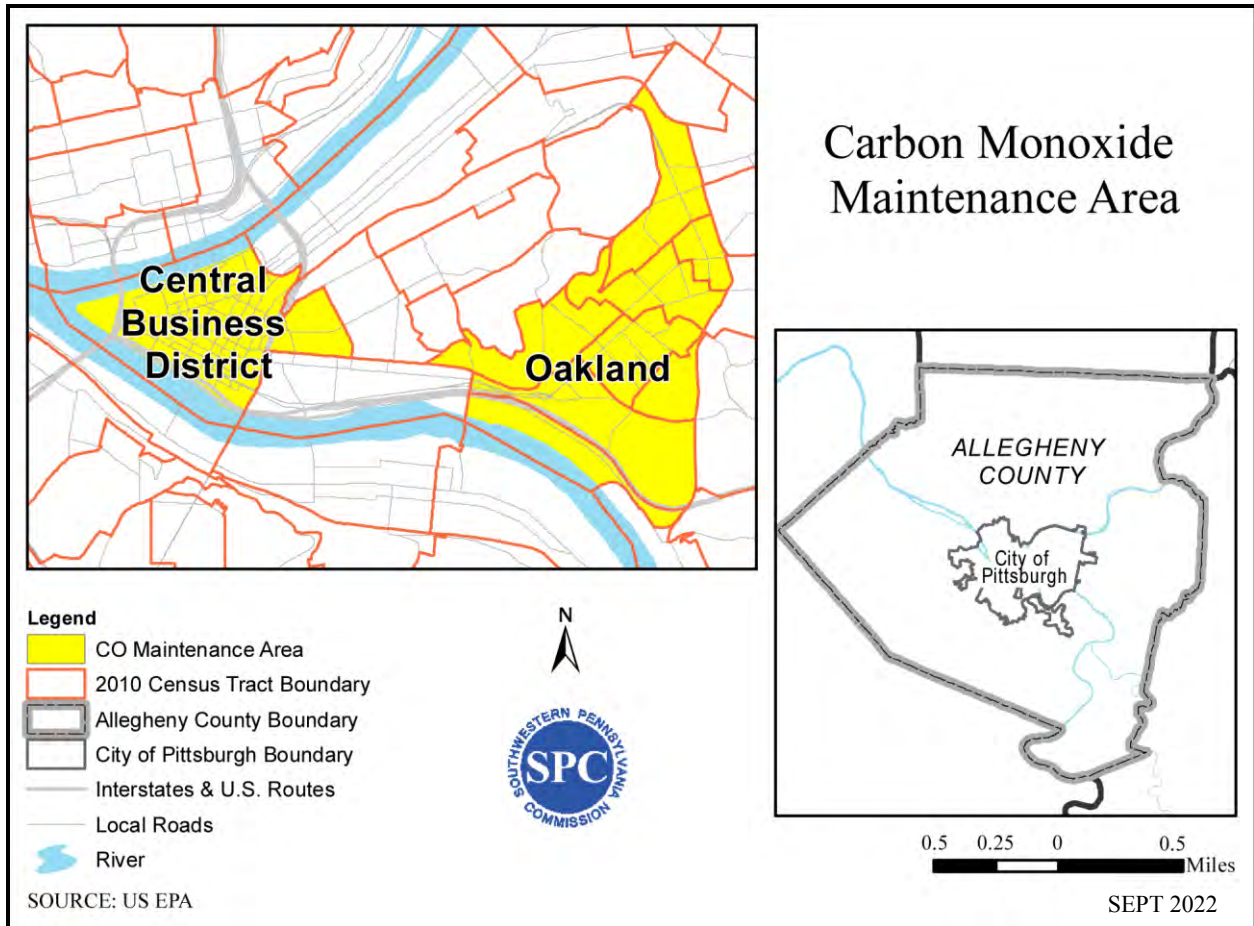 Carbon Monoxide
Maintenance Area
Central
Business
District
Oakland
ALLEGHENY
COUNTY
City of
Pittsburgh
Legend
CO Maintenance Area
2010 Census Tract Boundary
Allegheny County Boundary
City of Pittsburgh Boundary
Interstates & U.S. Routes
Local Roads
River
SOURCE: US EPA
N
SOUTHWESTERN PENNSYLVANIA
SPC
COMMISSION
0.5 0.25 0 0.5
Miles
SEPT 2022